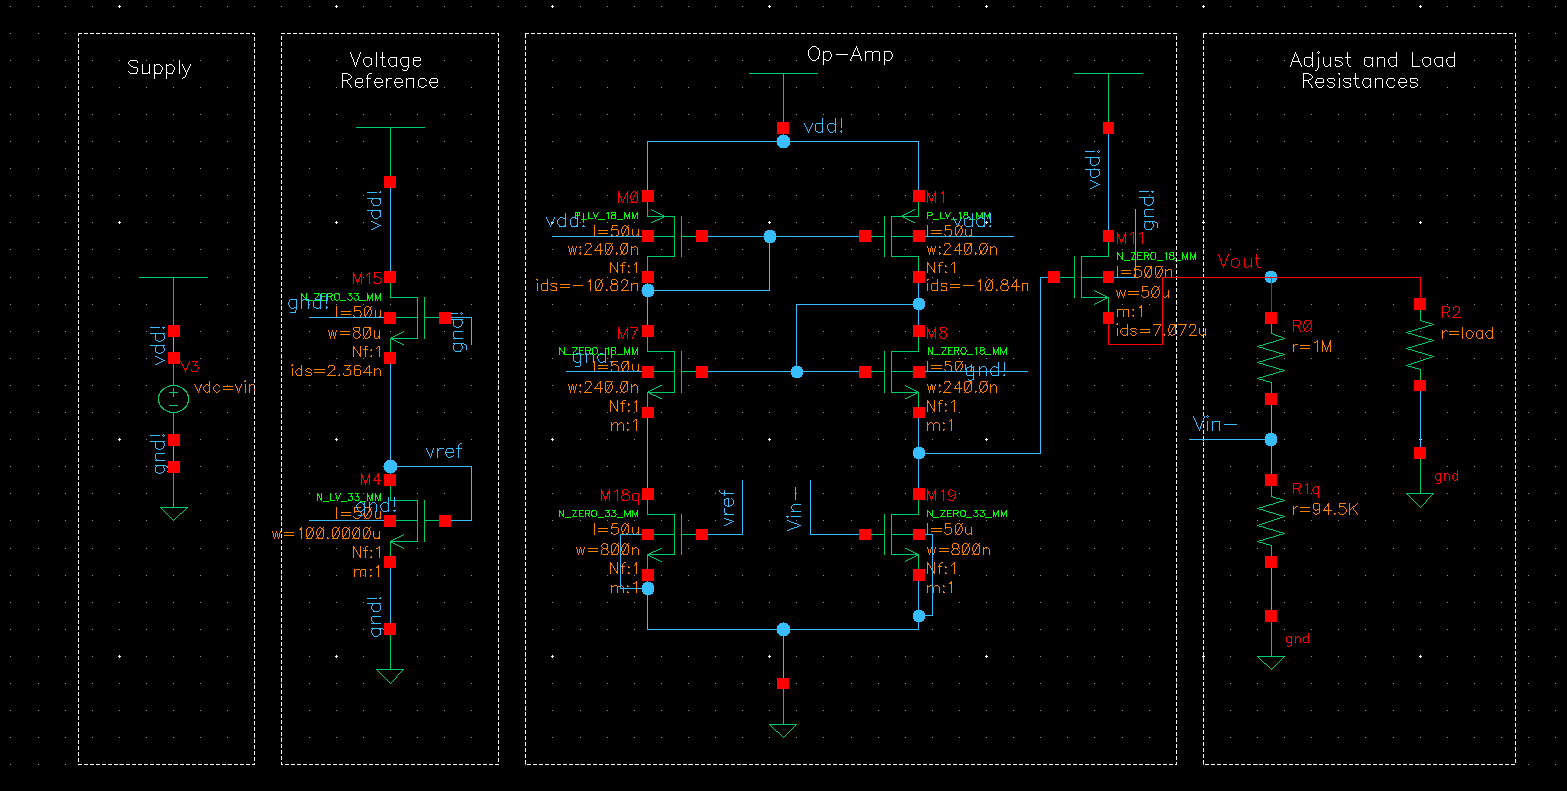 Supply
vdd!
V3
vdc=vin
gnd!
Voltage
Reference
vdd!
M15
N_ZERO_33_MM
gnd!
l=50u
w=80u
Nf:1
ids=2.364n
gnd!
vref
M4
N_LV_33_MM
gnd!
l=50u
w=100.0000u
Nf:1
m:1
gnd!
Op-Amp
vdd!
M0
P_LV_18_MM
vdd!
l=50u
w:240.0n
Nf:1
ids=-10.82n
M1
P_LV_18_MM
vdd!
l=50u
w:240.0n
Nf:1
ids=-10.84n
M7
N_ZERO_18_MM
gnd!
l=50u
w:240.0n
Nf:1
m:1
M8
N_ZERO_18_MM
gnd!
l=50u
w:240.0n
Nf:1
m:1
M18q
N_ZERO_33_MM
l=50u
w=800n
Nf:1
m:1
vref
Vin-
M19
N_ZERO_33_MM
l=50u
w=800n
Nf:1
m:1
vdd!
gnd!
M11
N_ZERO_18_MM
l=500n
w=50u
m:1
ids=7.072u
Adjust and Load
Resistances
Vout
R0
r=1M
R2
r=load
Vin-
gnd
R1q
r=94.5K
gnd